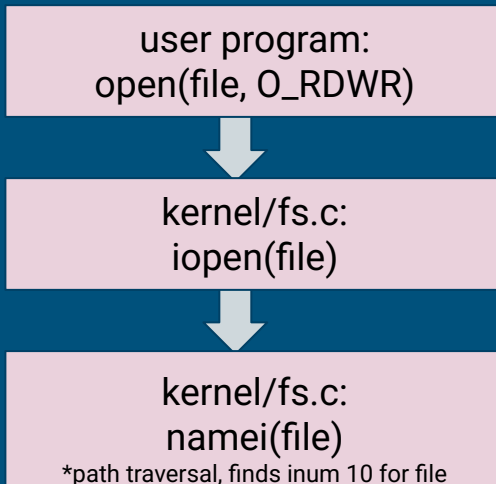 user program:
open(file, O_RDWR)
kernel/fs.c:
iopen(file)
kernel/fs.c:
namei(file)
*path traversal, finds inum 10 for file